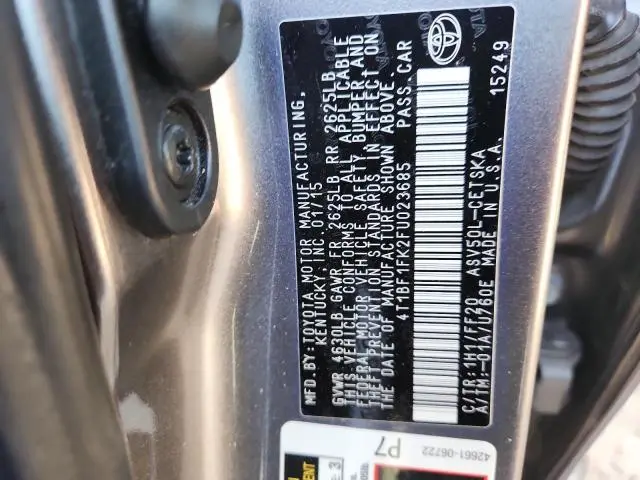 MFD.BY:TOYOTA MOTOR MANUFACTURING,
KENTUCKY,INC. 01/15
GVWR 4630LB GAWR FR 2625LB RR 2625LB
THIS VEHICLE CONFORMS TO ALL APPLICABLE
FEDERAL MOTOR VEHICLE SAFETY, BUMPER AND
THEFT PREVENTION STANDARDS IN EFFECT ON
THE DATE OF MANUFACTURE SHOWN ABOVE.
4T1BF1FK2FU023685 PASS.CAR
C/TR:1H1/FF20 ASV50L-CETSKA
A/TM:-01A/U760E MADE IN U.S.A. 15249
TOYOTA
P7
42661-06722